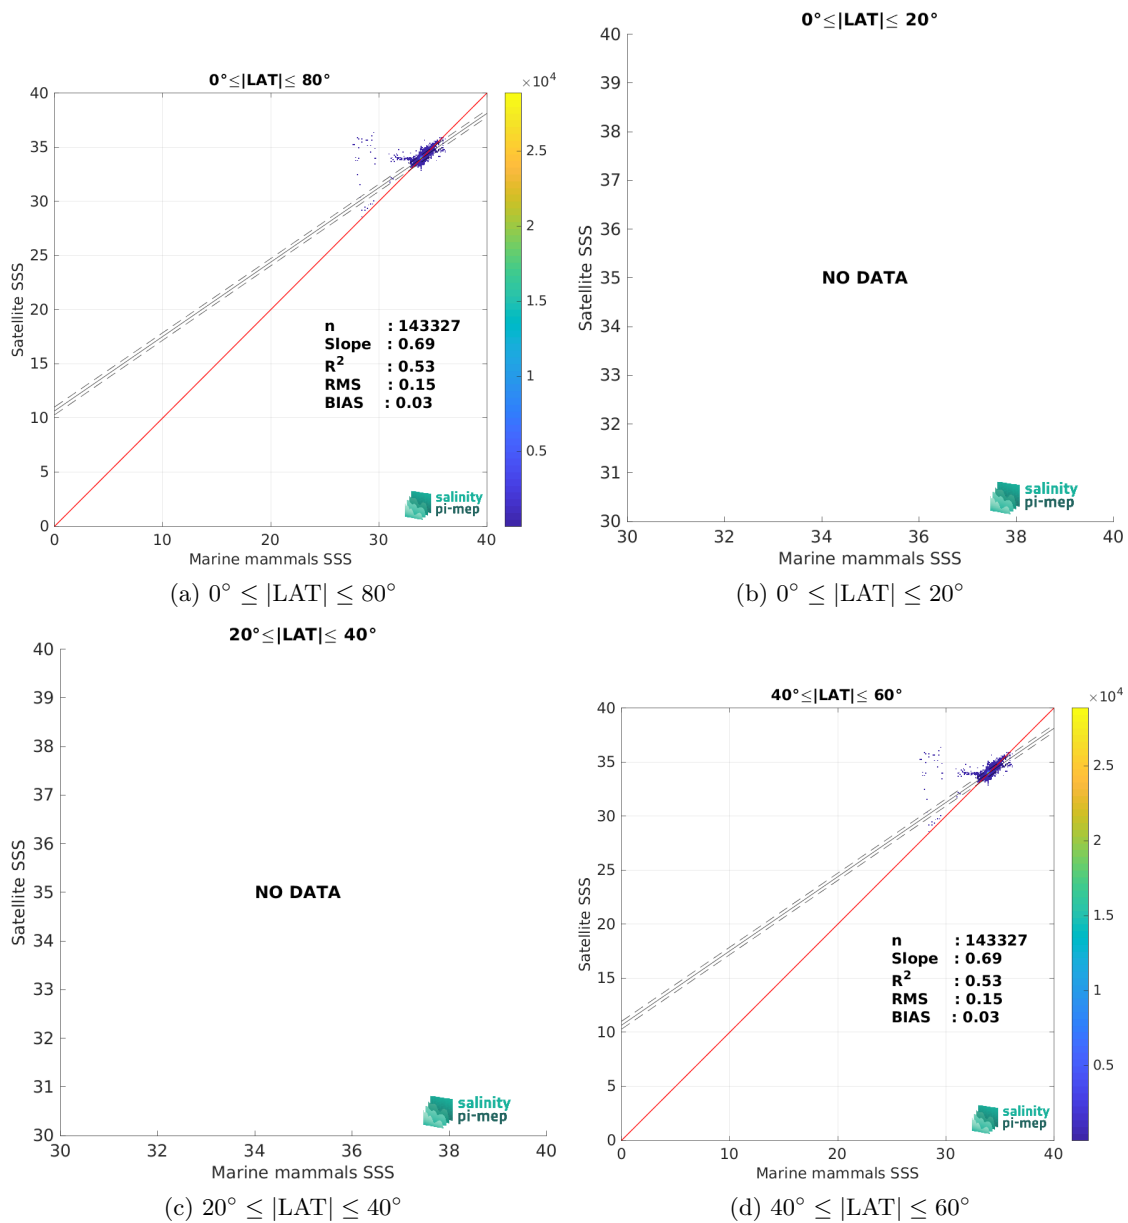 0°≤|LAT|≤ 80°
×10⁴
40
35
30
25
20
15
10
5
0
Satellite SSS
0
10
20
30
40
Marine mammals SSS
2.5
2
1.5
1
0.5
n : 143327
Slope : 0.69
R² : 0.53
RMS : 0.15
BIAS : 0.03
salinity
pi-mep
(a) 0° ≤ |LAT| ≤ 80°
0°≤|LAT|≤ 20°
40
39
38
37
36
35
34
33
32
31
30
Satellite SSS
NO DATA
salinity
pi-mep
30
32
34
36
38
40
Marine mammals SSS
(b) 0° ≤ |LAT| ≤ 20°
20°≤|LAT|≤ 40°
40
39
38
37
36
35
34
33
32
31
30
Satellite SSS
NO DATA
salinity
pi-mep
30
32
34
36
38
40
Marine mammals SSS
(c) 20° ≤ |LAT| ≤ 40°
40°≤|LAT|≤ 60°
×10⁴
40
35
30
25
20
15
10
5
0
Satellite SSS
0
10
20
30
40
Marine mammals SSS
2.5
2
1.5
1
0.5
n : 143327
Slope : 0.69
R² : 0.53
RMS : 0.15
BIAS : 0.03
salinity
pi-mep
(d) 40° ≤ |LAT| ≤ 60°